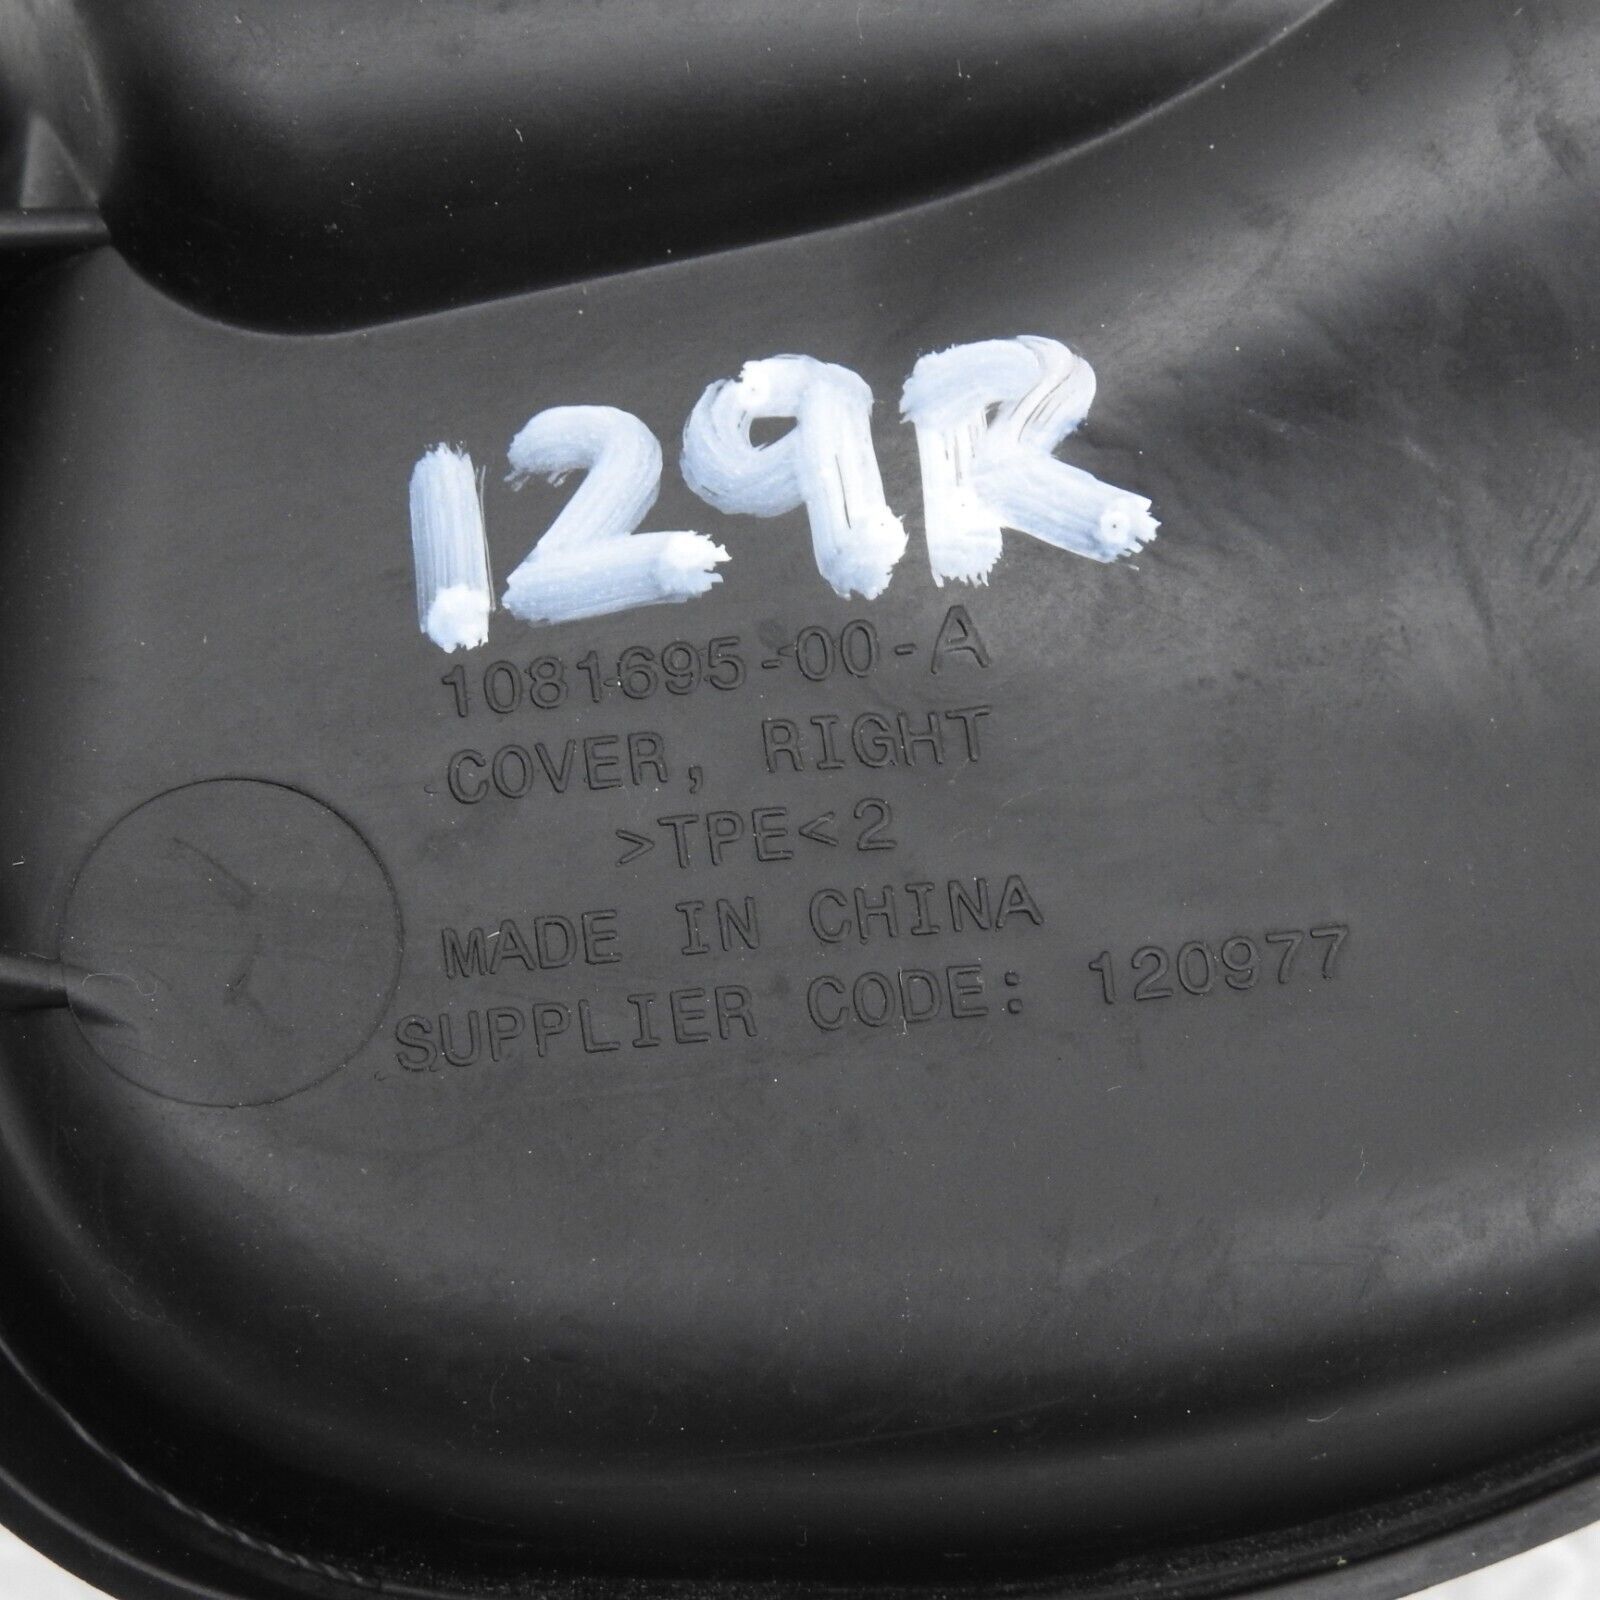 129R
1081695-00-A
COVER, RIGHT
>TPE<2
MADE IN CHINA
SUPPLIER CODE: 120977